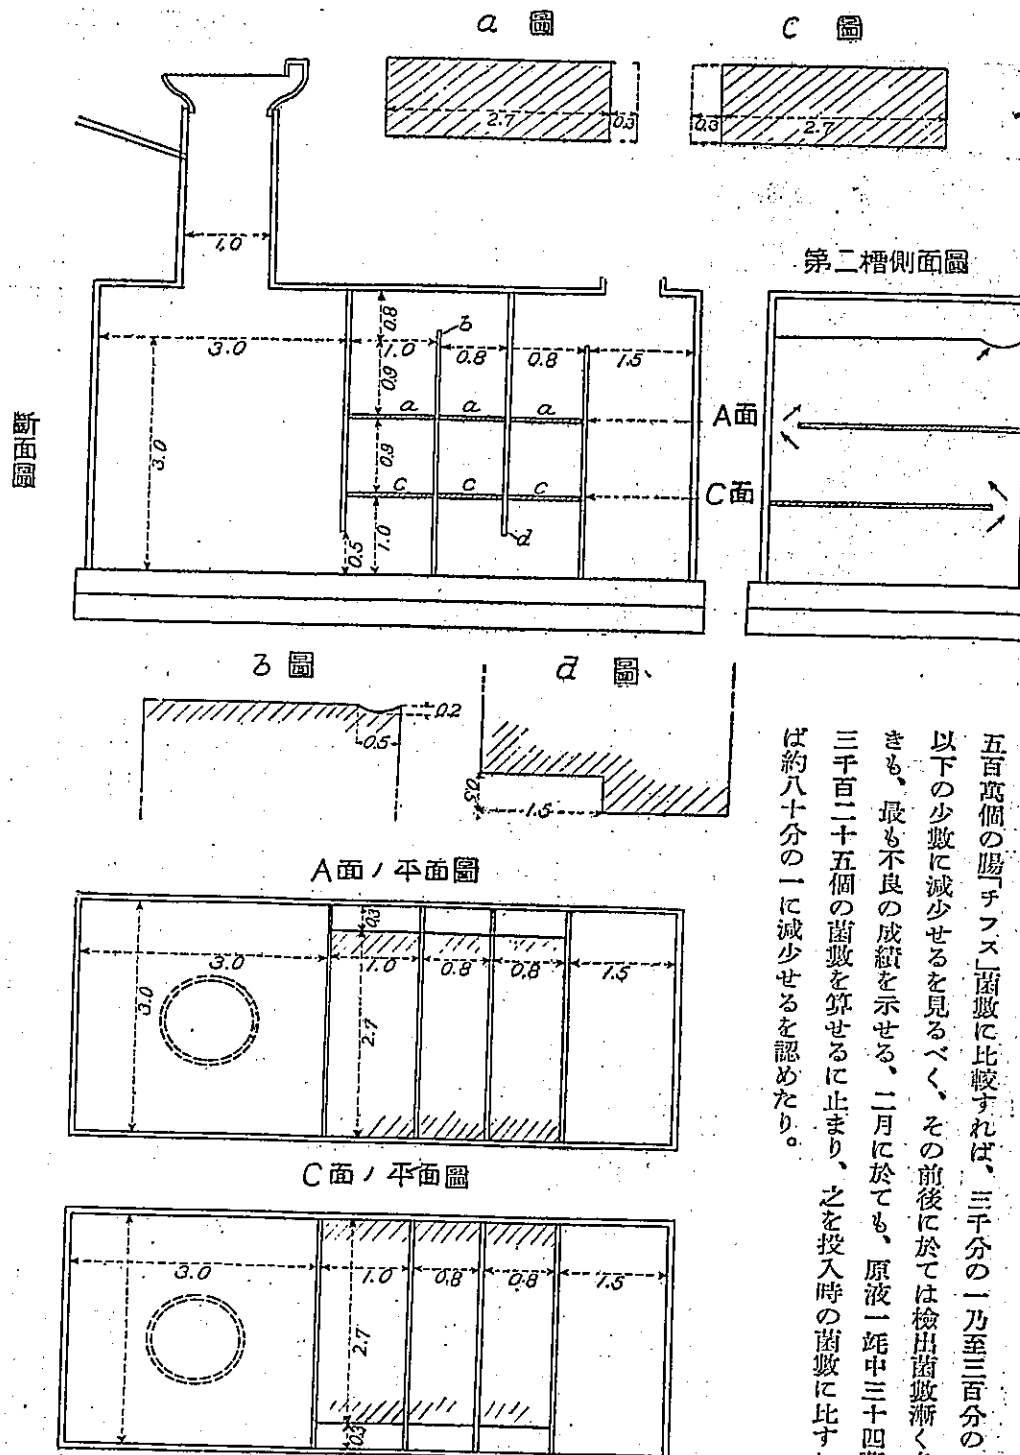 a 圖
C 圖
2.7
0.3
0.3
2.7
1.0
第二槽側面圖
斷面圖
3.0
3.0
0.8
1.0
0.9
b
0.8
0.8
1.5
a
a
a
A面
0.9
c
c
c
C面
0.5
1.0
d
b 圖
0.2
0.5
d 圖
0.5
1.5
五百萬個の腸「チフス」菌數に比較すれば、三千分の一乃至三百分の
以下の少數に減少せるを見るべく、その前後に於ては檢出菌數漸く
きも、最も不良の成績を示せる、二月に於ても、原液一竓中三十四
三千百二十五個の菌數を算せるに止まり、之を投入時の菌數に比す
ば約八十分の一に減少せるを認めたり。
A面ノ平面圖
3.0
3.0
0.3
1.0
0.8
0.8
1.5
2.7
C面ノ平面圖
3.0
1.0
0.8
0.8
1.5
2.7
0.3